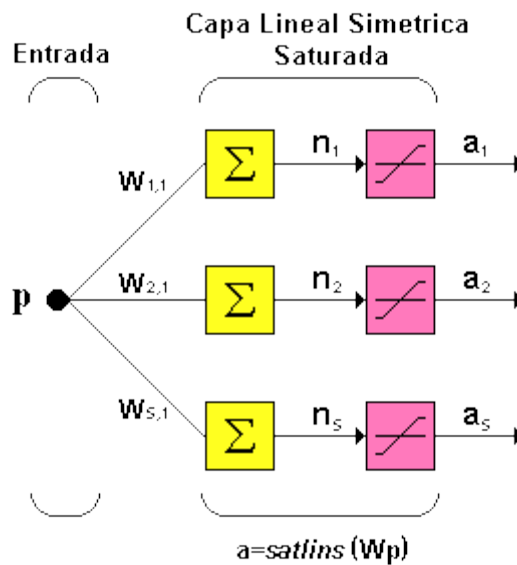 Capa Lineal Simetrica
Saturada
Entrada
n1
a1
Σ
W1,1
p
W2,1
n2
a2
Σ
WS,1
nS
aS
Σ
a=satlins(Wp)